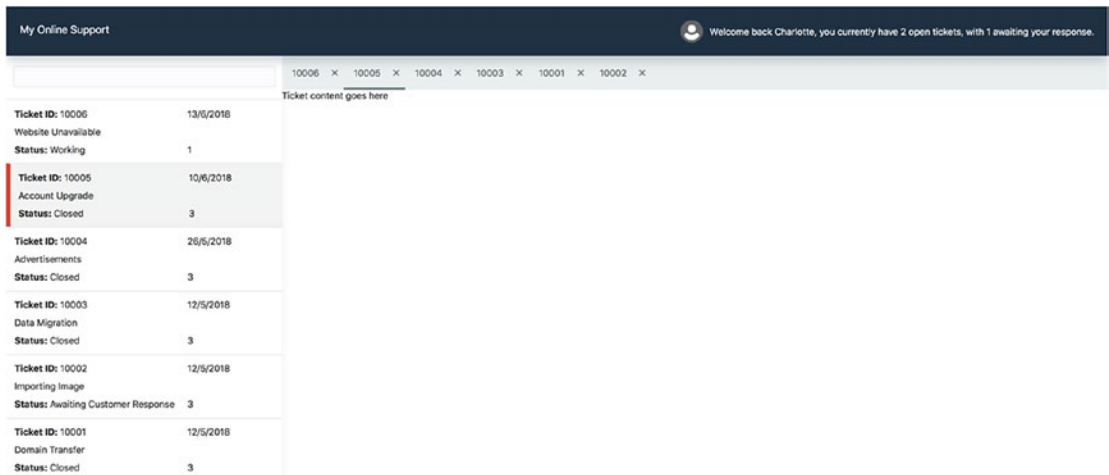 My Online Support
Welcome back Charlotte, you currently have 2 open tickets, with 1 awaiting your response.
10006 × 10005 × 10004 × 10003 × 10001 × 10002 ×
Ticket content goes here
Ticket ID: 10006 13/6/2018
Website Unavailable
Status: Working 1
Ticket ID: 10005 10/6/2018
Account Upgrade
Status: Closed 3
Ticket ID: 10004 26/5/2018
Advertisements
Status: Closed 3
Ticket ID: 10003 12/5/2018
Data Migration
Status: Closed 3
Ticket ID: 10002 12/5/2018
Importing Image
Status: Awaiting Customer Response 3
Ticket ID: 10001 12/5/2018
Domain Transfer
Status: Closed 3